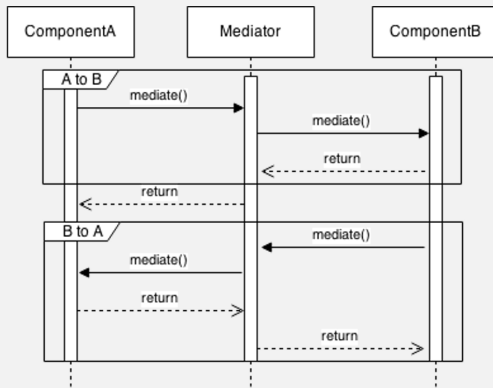 ComponentA
Mediator
ComponentB
A to B
mediate()
mediate()
return
return
B to A
mediate()
mediate()
return
return